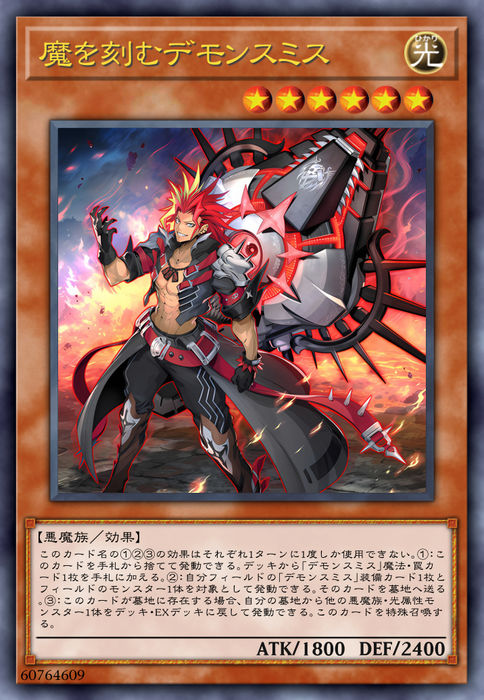 魔を刻むデモンスミス
ひかり
光
【悪魔族／効果】
このカード名の①②③の効果はそれぞれ1ターンに1度しか使用できない。①：こ
のカードを手札から捨てて発動できる。デッキから「デモンスミス」魔法・罠カ
ード1枚を手札に加える。②：自分フィールドの「デモンスミス」装備カード1枚と
フィールドのモンスター1体を対象として発動できる。そのカードを墓地へ送
る。③：このカードが墓地に存在する場合、自分の墓地から他の悪魔族・光属性モ
ンスター1体をデッキ・EXデッキに戻して発動できる。このカードを特殊召喚す
る。
ATK/1800 DEF/2400
60764609